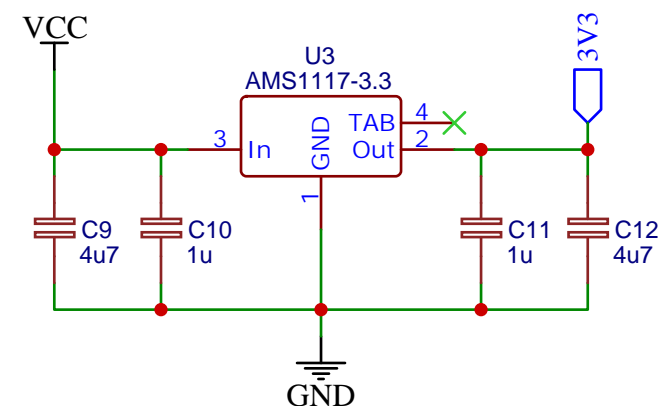 VCC
3V3
U3
AMS1117-3.3
TAB
4
3
In
GND
Out
2
1
C9
4u7
C10
1u
C11
1u
C12
4u7
GND